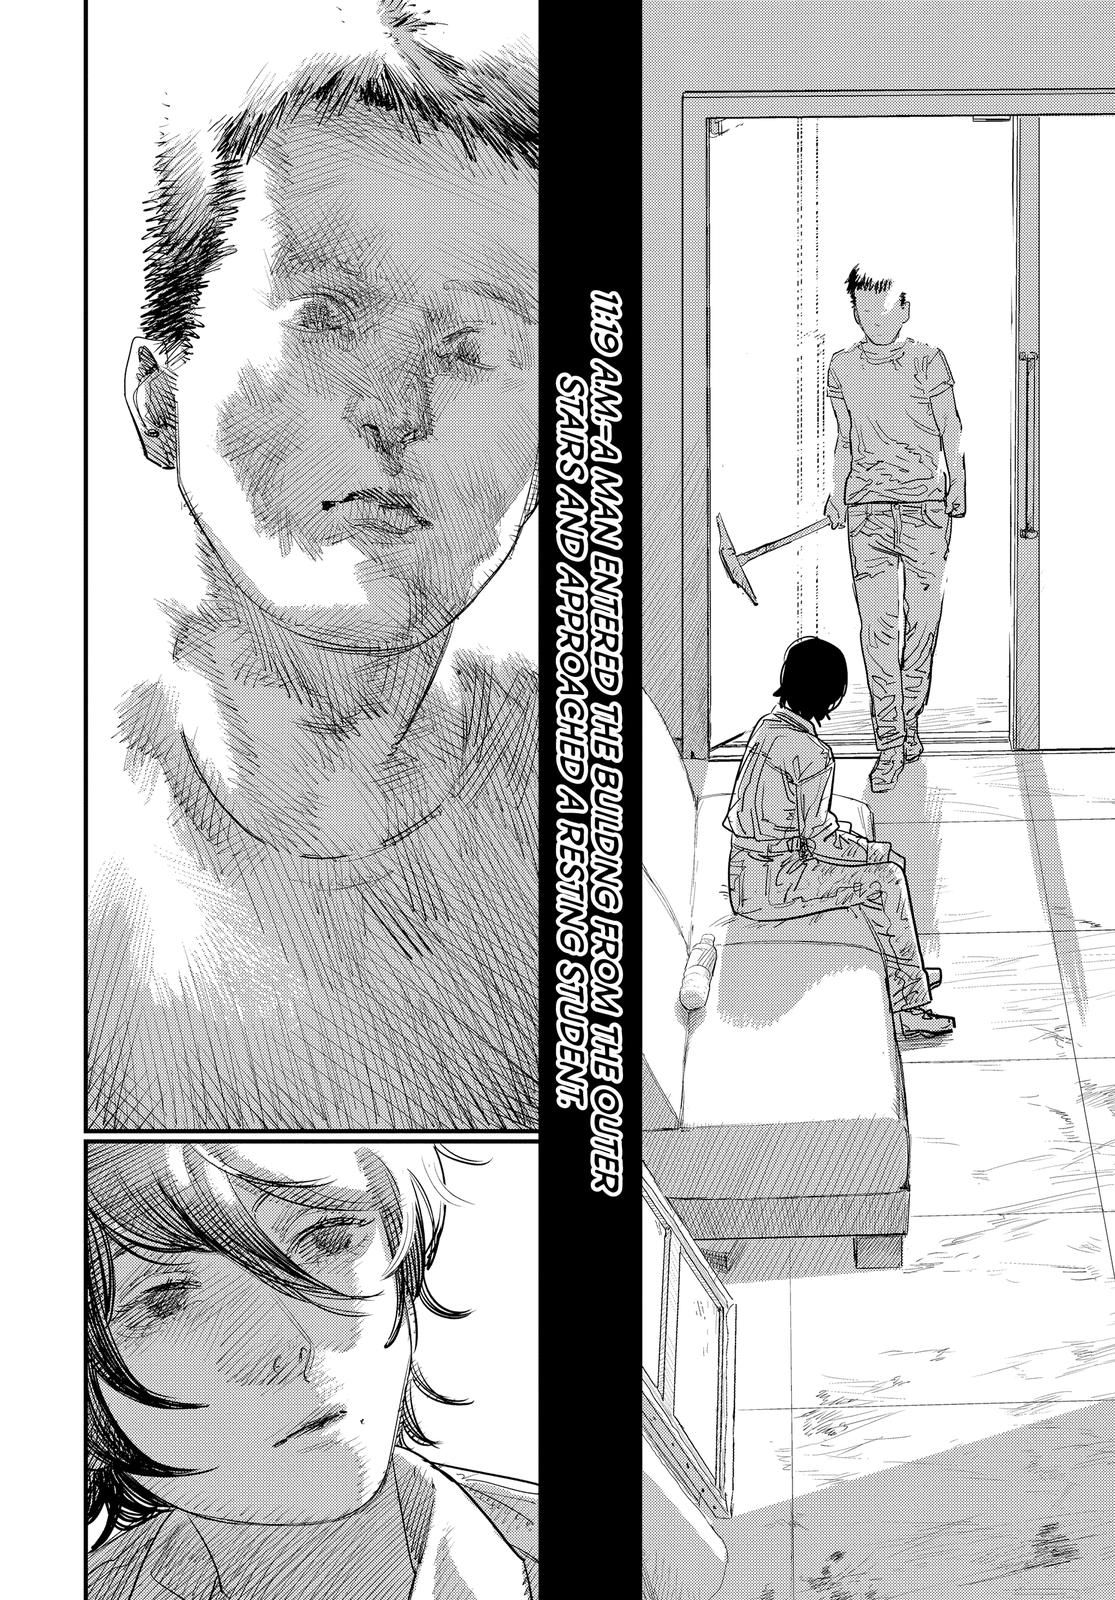 11:19 A.M.–A MAN ENTERED THE BUILDING FROM THE OUTER
STAIRS AND APPROACHED A RESTING STUDENT.